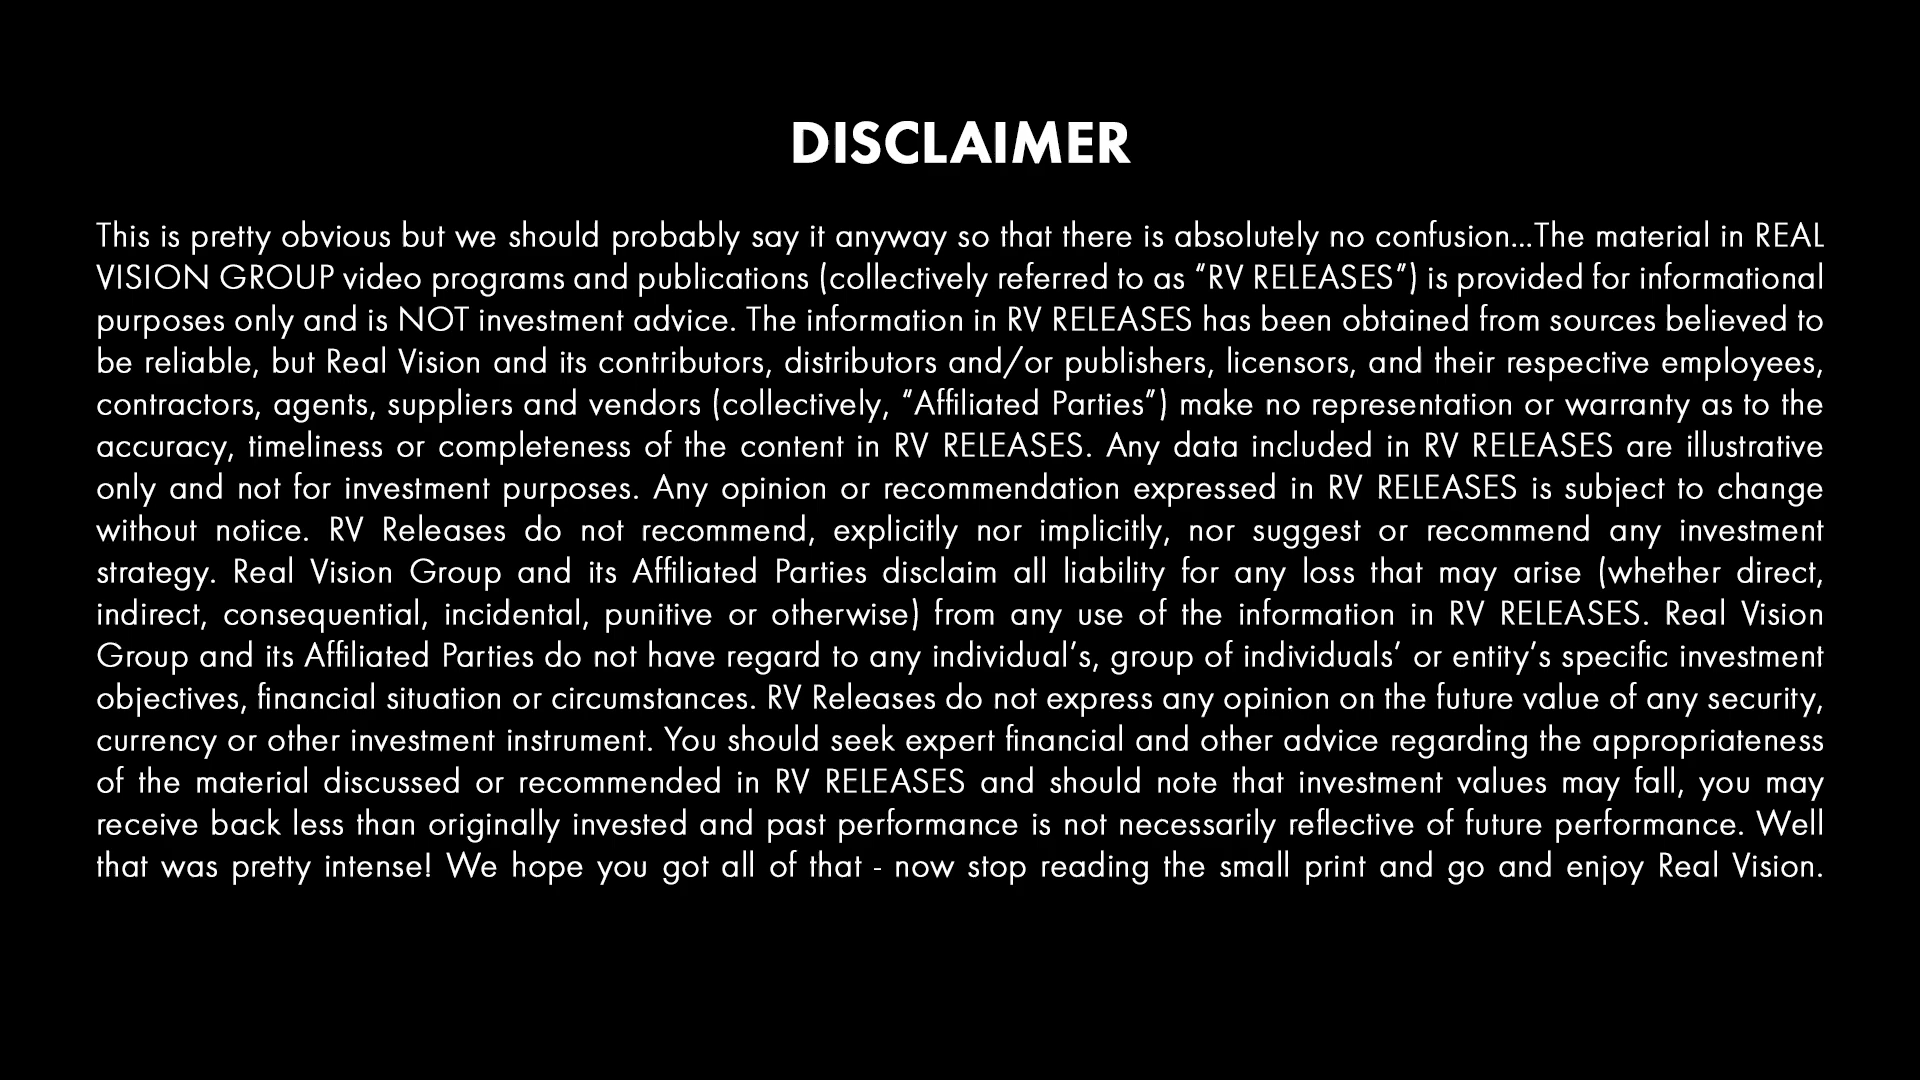 DISCLAIMER
This is pretty obvious but we should probably say it anyway so that there is absolutely no confusion...The material in REAL
VISION GROUP video programs and publications (collectively referred to as “RV RELEASES”) is provided for informational
purposes only and is NOT investment advice. The information in RV RELEASES has been obtained from sources believed to
be reliable, but Real Vision and its contributors, distributors and/or publishers, licensors, and their respective employees,
contractors, agents, suppliers and vendors (collectively, “Affiliated Parties”) make no representation or warranty as to the
accuracy, timeliness or completeness of the content in RV RELEASES. Any data included in RV RELEASES are illustrative
only and not for investment purposes. Any opinion or recommendation expressed in RV RELEASES is subject to change
without notice. RV Releases do not recommend, explicitly nor implicitly, nor suggest or recommend any investment
strategy. Real Vision Group and its Affiliated Parties disclaim all liability for any loss that may arise (whether direct,
indirect, consequential, incidental, punitive or otherwise) from any use of the information in RV RELEASES. Real Vision
Group and its Affiliated Parties do not have regard to any individual’s, group of individuals’ or entity’s specific investment
objectives, financial situation or circumstances. RV Releases do not express any opinion on the future value of any security,
currency or other investment instrument. You should seek expert financial and other advice regarding the appropriateness
of the material discussed or recommended in RV RELEASES and should note that investment values may fall, you may
receive back less than originally invested and past performance is not necessarily reflective of future performance. Well
that was pretty intense! We hope you got all of that - now stop reading the small print and go and enjoy Real Vision.